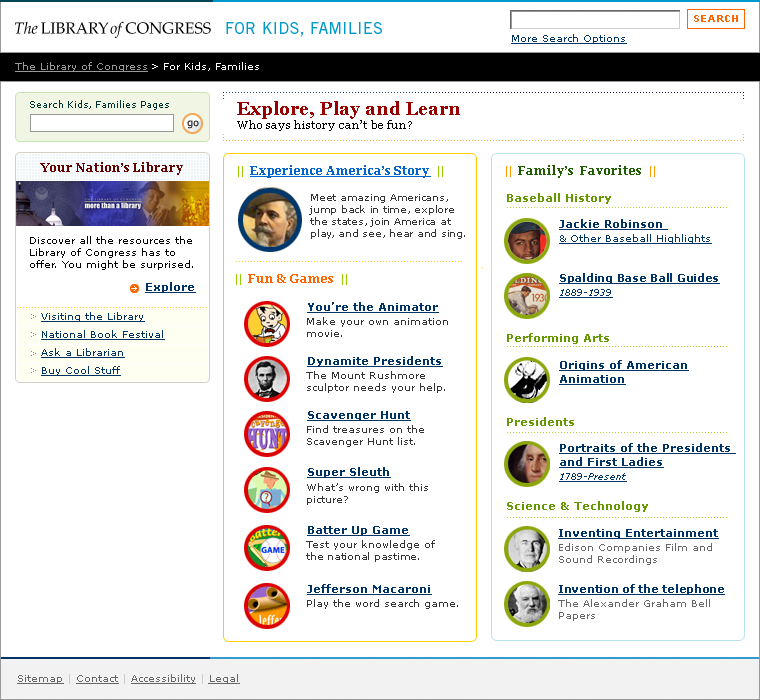 The LIBRARY of CONGRESS FOR KIDS, FAMILIES
SEARCH
More Search Options
The Library of Congress > For Kids, Families
Search Kids, Families Pages
go
Your Nation's Library
THE LIBRARY OF CONGRESS
more than a library
Discover all the resources the
Library of Congress has to
offer. You might be surprised.
Explore
> Visiting the Library
> National Book Festival
> Ask a Librarian
> Buy Cool Stuff
Explore, Play and Learn
Who says history can't be fun?
|| Experience America's Story ||
Meet amazing Americans,
jump back in time, explore
the states, join America at
play, and see, hear and sing.
|| Fun & Games ||
You're the Animator
Make your own animation
movie.
Dynamite Presidents
The Mount Rushmore
sculptor needs your help.
HUNT
Scavenger Hunt
Find treasures on the
Scavenger Hunt list.
Super Sleuth
What's wrong with this
picture?
Batter
GAME
Batter Up Game
Test your knowledge of
the national pastime.
Jefferson Macaroni
Play the word search game.
|| Family's Favorites ||
Baseball History
Jackie Robinson
& Other Baseball Highlights
1930
Spalding Base Ball Guides
1889-1939
Performing Arts
Origins of American
Animation
Presidents
Portraits of the Presidents
and First Ladies
1789-Present
Science & Technology
Inventing Entertainment
Edison Companies Film and
Sound Recordings
Invention of the telephone
The Alexander Graham Bell
Papers
Sitemap | Contact | Accessibility | Legal